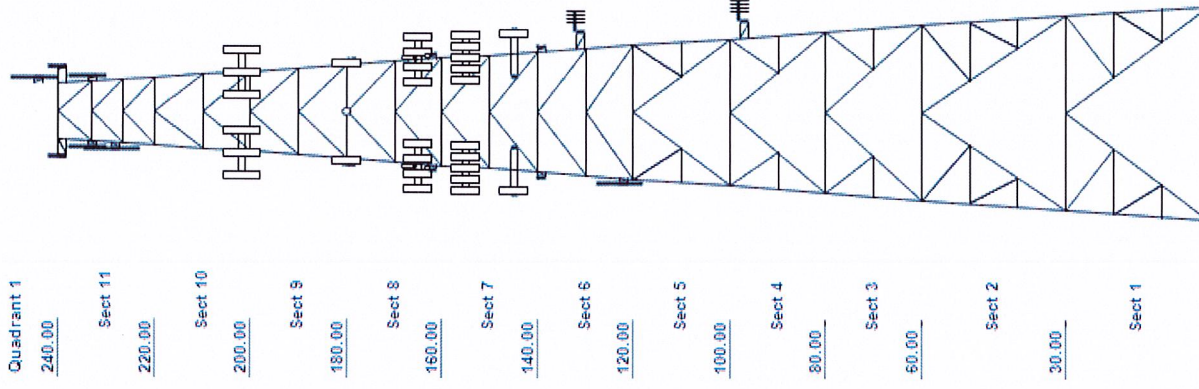 Quadrant 1
240.00
Sect 11
220.00
Sect 10
200.00
Sect 9
180.00
Sect 8
160.00
Sect 7
140.00
Sect 6
120.00
Sect 5
100.00
Sect 4
80.00
Sect 3
60.00
Sect 2
30.00
Sect 1